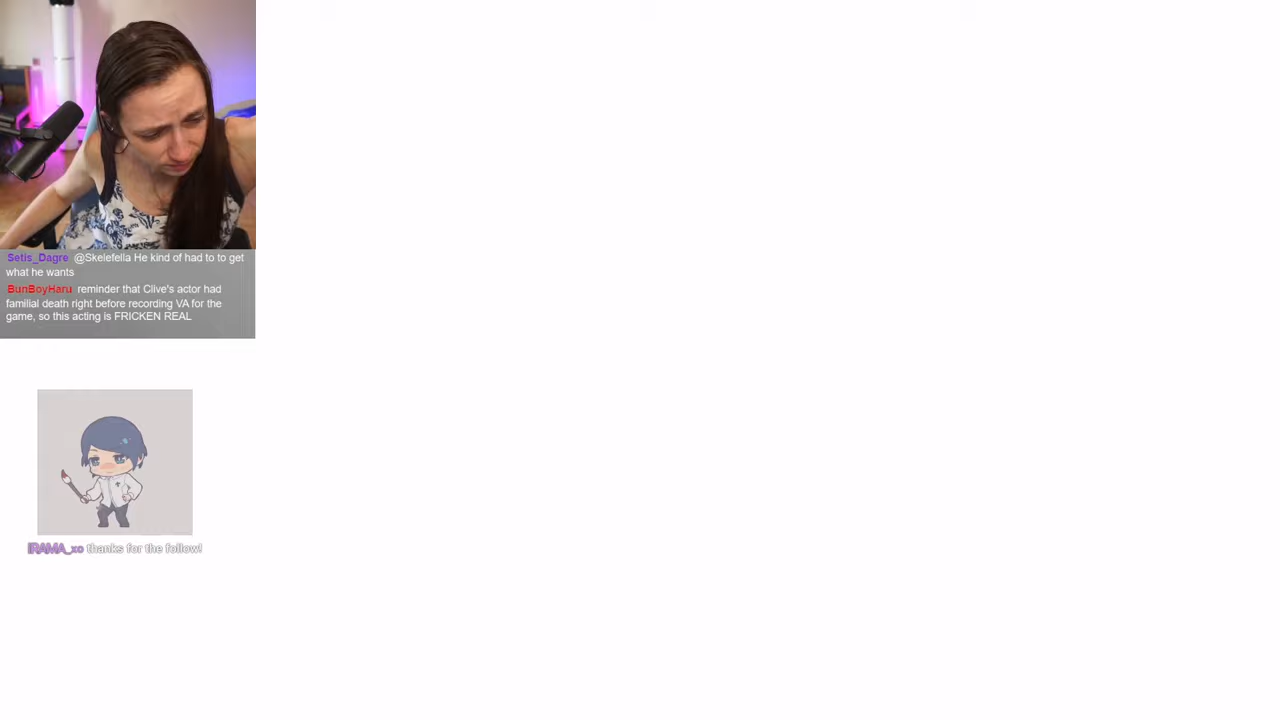 Setis_Dagre @Skelefella He kind of had to to get
what he wants
BunBoyHaru reminder that Clive's actor had
familial death right before recording VA for the
game, so this acting is FRICKEN REAL
IRAMA_xo thanks for the follow!